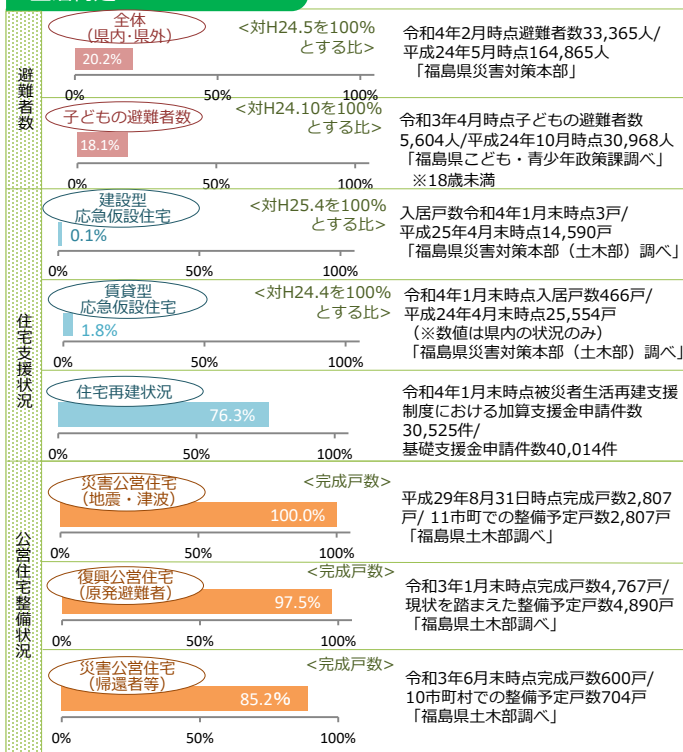 避難者数
全体
（県内･県外）
<対H24.5を100%
とする比>
20.2%
0%
50%
100%
令和4年2月時点避難者数33,365人/
平成24年5月時点164,865人
「福島県災害対策本部」
子どもの避難者数
<対H24.10を100%
とする比>
18.1%
0%
50%
100%
令和3年4月時点子どもの避難者数
5,604人/平成24年10月時点30,968人
「福島県こども・青少年政策課調べ」
※18歳未満
住宅支援状況
建設型
応急仮設住宅
<対H25.4を100%
とする比>
0.1%
0%
50%
100%
入居戸数令和4年1月末時点3戸/
平成25年4月末時点14,590戸
「福島県災害対策本部（土木部）調べ」
賃貸型
応急仮設住宅
<対H24.4を100%
とする比>
1.8%
0%
50%
100%
令和4年1月末時点入居戸数466戸/
平成24年4月末時点25,554戸
（※数値は県内の状況のみ）
「福島県災害対策本部（土木部）調べ」
住宅再建状況
76.3%
0%
50%
100%
令和4年1月末時点被災者生活再建支援
制度における加算支援金申請件数
30,525件/
基礎支援金申請件数40,014件
公営住宅整備状況
災害公営住宅
（地震・津波）
<完成戸数>
100.0%
0%
50%
100%
平成29年8月31日時点完成戸数2,807
戸/ 11市町での整備予定戸数2,807戸
「福島県土木部調べ」
復興公営住宅
（原発避難者）
<完成戸数>
97.5%
0%
50%
100%
令和3年1月末時点完成戸数4,767戸/
現状を踏まえた整備予定戸数4,890戸
「福島県土木部調べ」
災害公営住宅
（帰還者等）
<完成戸数>
85.2%
0%
50%
100%
令和3年6月末時点完成戸数600戸/
10市町村での整備予定戸数704戸
「福島県土木部調べ」